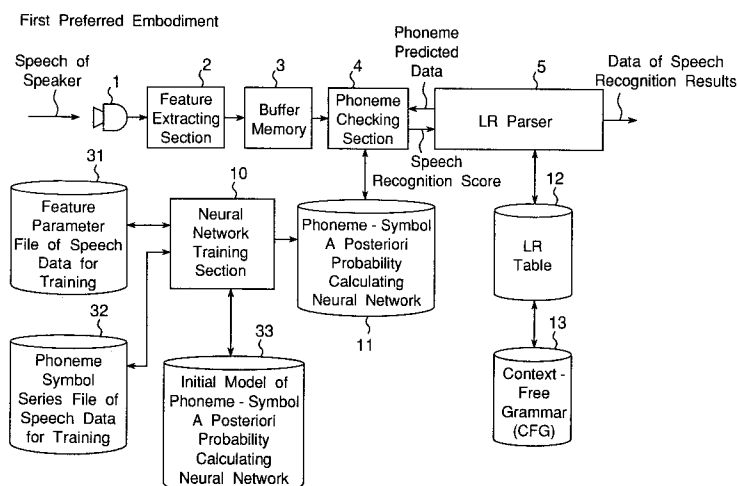 First Preferred Embodiment
Speech of
Speaker
1
2
Feature
Extracting
Section
3
Buffer
Memory
4
Phoneme
Checking
Section
Phoneme
Predicted
Data
5
LR Parser
Data of Speech
Recognition Results
Speech
Recognition Score
31
Feature
Parameter
File of Speech
Data for
Training
10
Neural
Network
Training
Section
Phoneme - Symbol
A Posteriori
Probability
Calculating
Neural Network
11
12
LR
Table
32
Phoneme
Symbol
Series File of
Speech Data
for Training
33
Initial Model of
Phoneme - Symbol
A Posteriori
Probability
Calculating
Neural Network
13
Context -
Free
Grammar
(CFG)